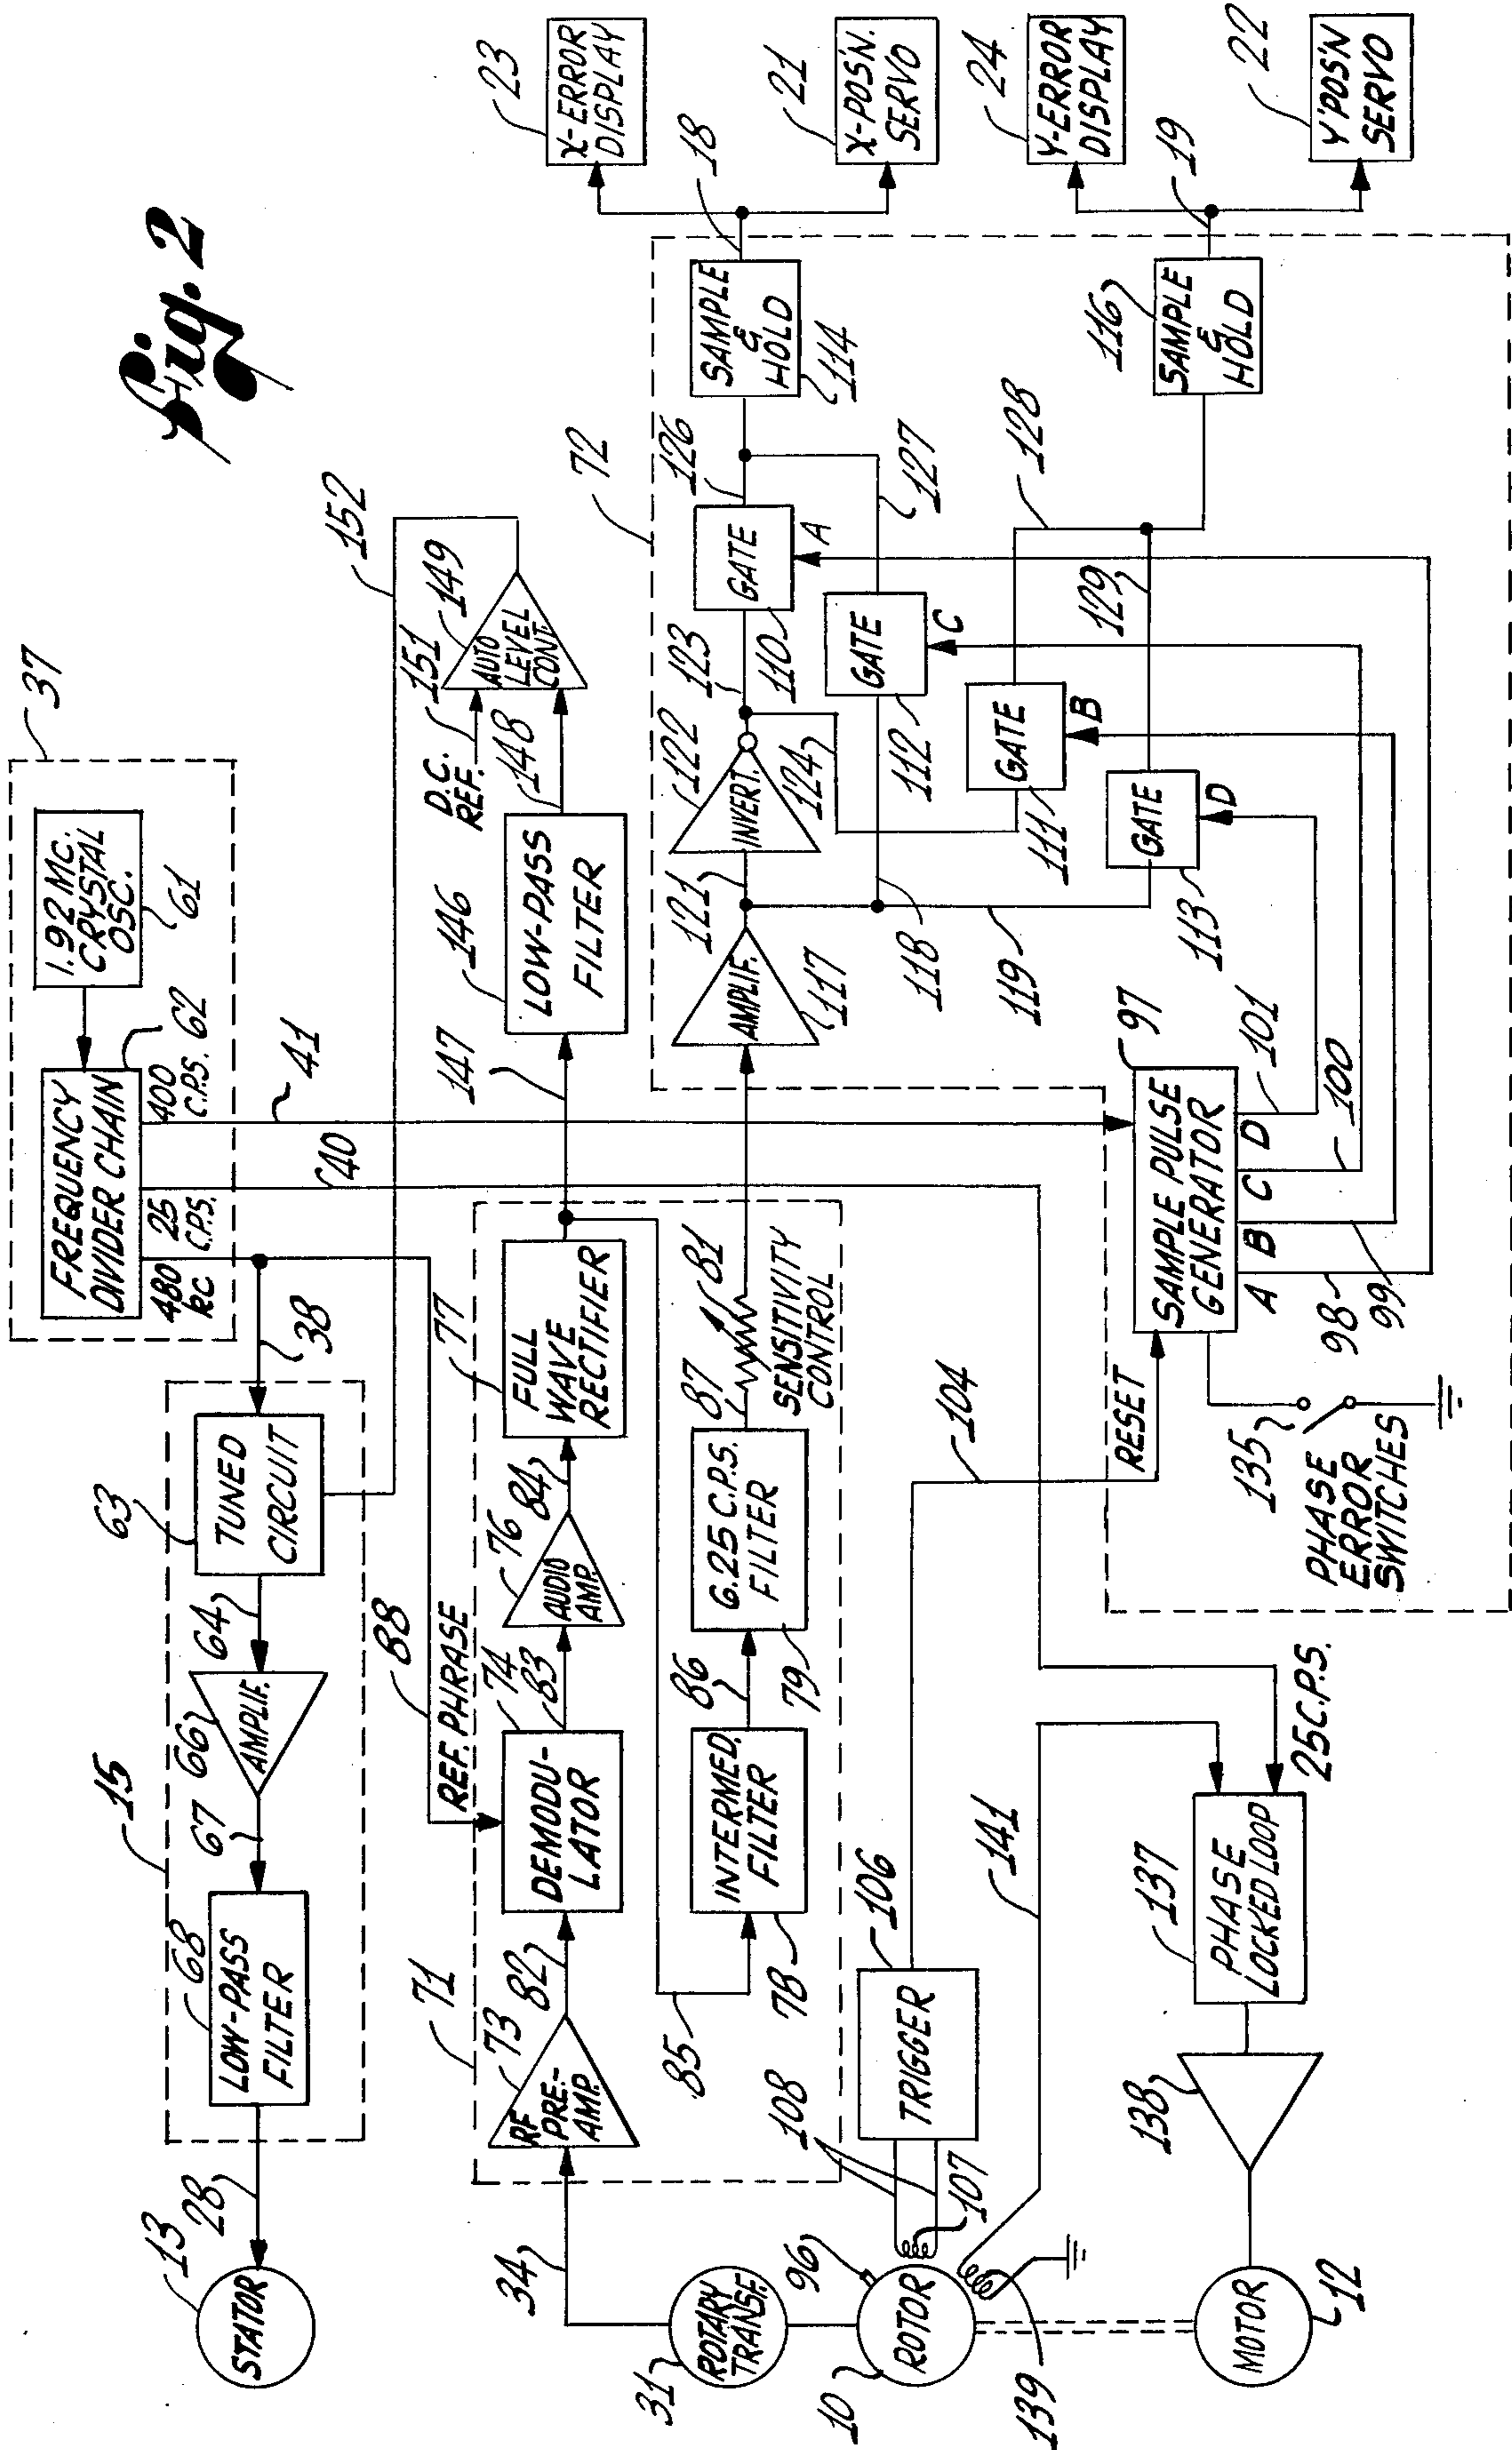 Fig. 2
37
1.92 MC.
CRYSTAL
OSC.
61
FREQUENCY
DIVIDER CHAIN
62
480
KC
25
C.P.S.
400
C.P.S.
38
40
41
15
63
TUNED
CIRCUIT
64
66
AMPLIF.
67
68
LOW-PASS
FILTER
28
13
STATOR
88
REF. PHRASE
152
149
AUTO
LEVEL
CONT.
151
D.C.
REF.
148
146
LOW-PASS
FILTER
147
71
73
RF
PRE-
AMP.
82
74
DEMODU-
LATOR
83
76
AUDIO
AMP.
84
77
FULL
WAVE
RECTIFIER
85
78
INTERMED.
FILTER
86
79
6.25 C.P.S.
FILTER
87
81
SENSITIVITY
CONTROL
34
31
ROTARY
TRANSF.
96
10
ROTOR
108
107
139
106
TRIGGER
104
141
12
MOTOR
138
137
PHASE
LOCKED LOOP
25 C.P.S.
72
117
AMPLIF.
121
122
INVERT.
123
124
118
119
110
GATE
A
126
127
112
GATE
C
111
GATE
B
128
113
GATE
D
129
SAMPLE
&
HOLD
114
116
SAMPLE
&
HOLD
18
19
23
X-ERROR
DISPLAY
21
X-POS'N.
SERVO
24
Y-ERROR
DISPLAY
22
Y'POS'N
SERVO
97
SAMPLE PULSE
GENERATOR
A B C D
98
99
100
101
RESET
135
PHASE
ERROR
SWITCHES